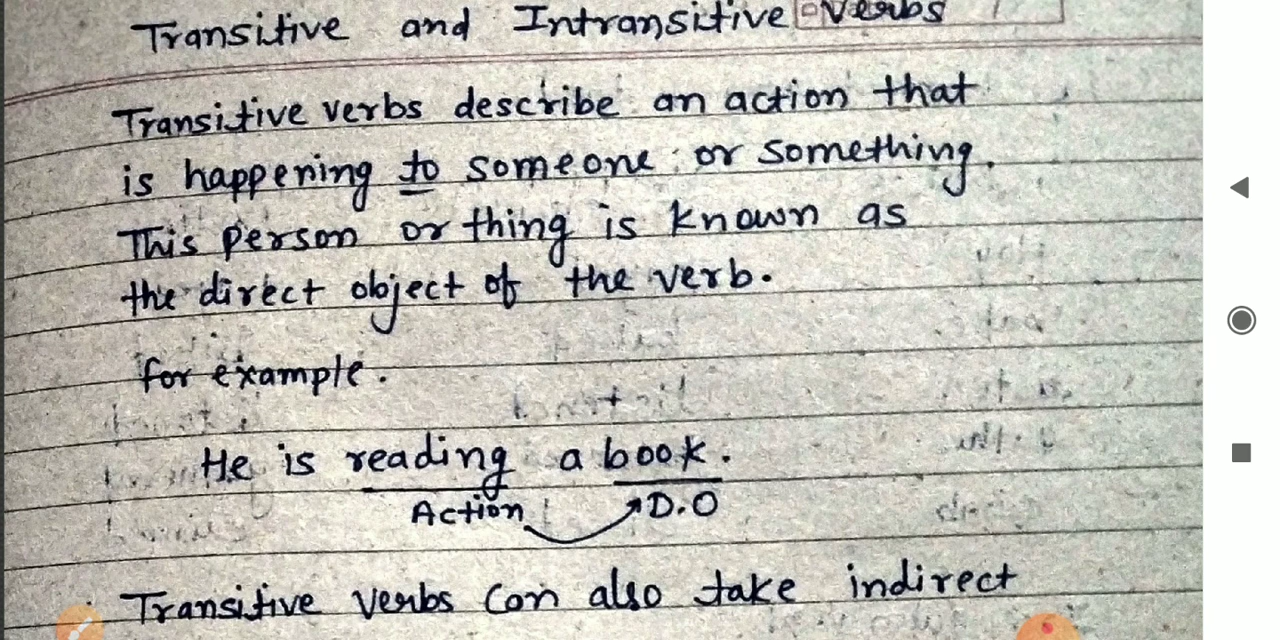 Transitive and Intransitive verbs
Transitive verbs describe an action that
is happening to someone or something.
This person or thing is known as
the direct object of the verb.
for example.
He is reading a book.
Action D.O
Transitive verbs can also take indirect